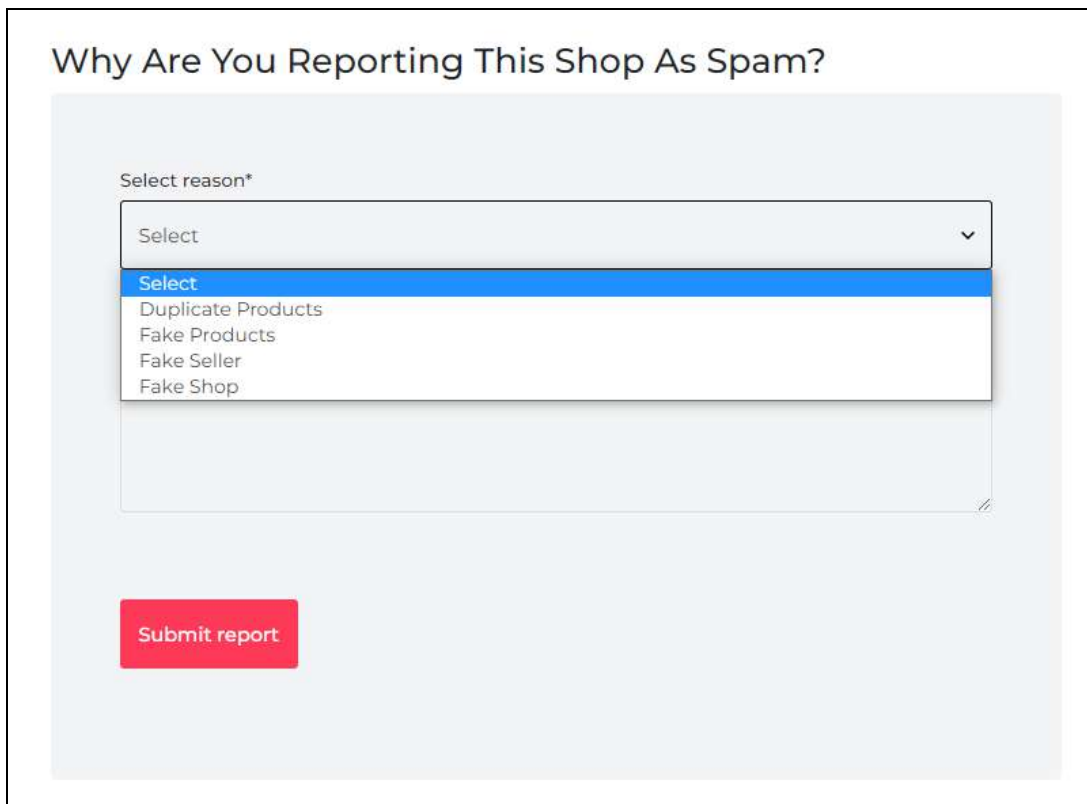 Why Are You Reporting This Shop As Spam?
Select reason*
Select
Select
Duplicate Products
Fake Products
Fake Seller
Fake Shop
Submit report